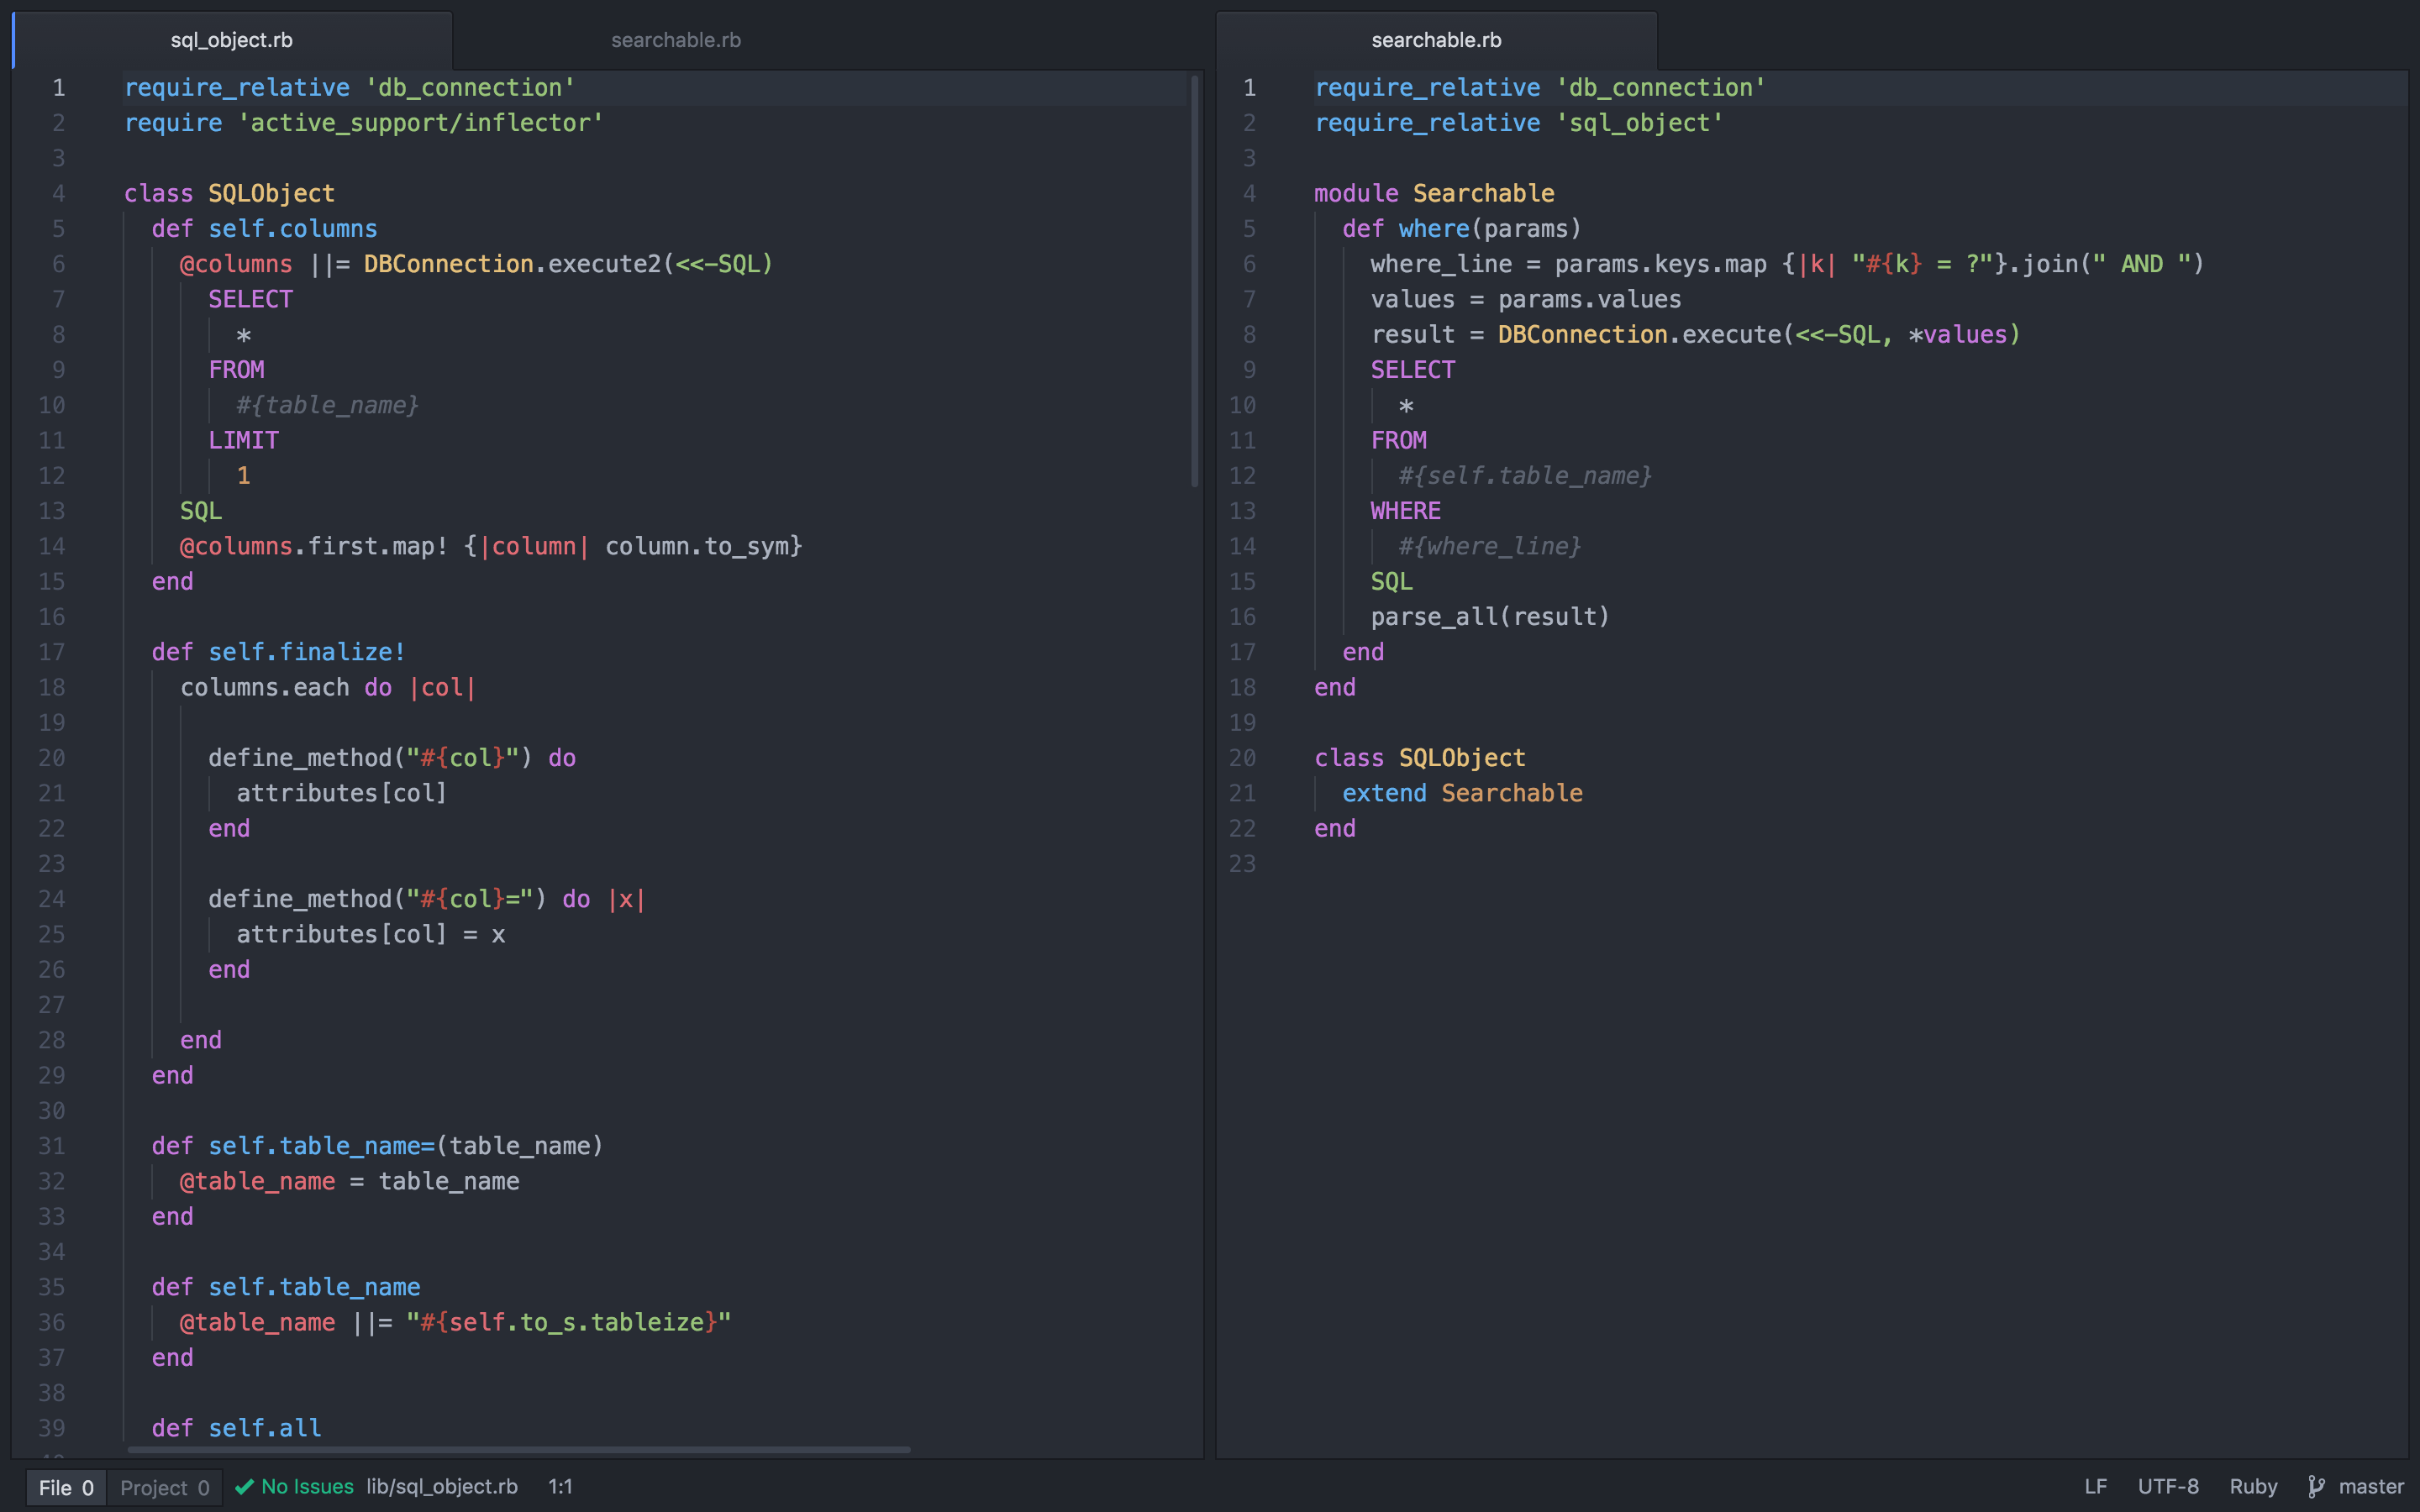 sql_object.rb
searchable.rb
1 require_relative 'db_connection'
2 require 'active_support/inflector'
3
4 class SQLObject
5   def self.columns
6     @columns ||= DBConnection.execute2(<<-SQL)
7       SELECT
8         *
9       FROM
10         #{table_name}
11       LIMIT
12         1
13     SQL
14     @columns.first.map! {|column| column.to_sym}
15   end
16
17   def self.finalize!
18     columns.each do |col|
19
20       define_method("#{col}") do
21         attributes[col]
22       end
23
24       define_method("#{col}=") do |x|
25         attributes[col] = x
26       end
27
28     end
29   end
30
31   def self.table_name=(table_name)
32     @table_name = table_name
33   end
34
35   def self.table_name
36     @table_name ||= "#{self.to_s.tableize}"
37   end
38
39   def self.all
searchable.rb
1 require_relative 'db_connection'
2 require_relative 'sql_object'
3
4 module Searchable
5   def where(params)
6     where_line = params.keys.map {|k| "#{k} = ?"}.join(" AND ")
7     values = params.values
8     result = DBConnection.execute(<<-SQL, *values)
9     SELECT
10       *
11     FROM
12       #{self.table_name}
13     WHERE
14       #{where_line}
15     SQL
16     parse_all(result)
17   end
18 end
19
20 class SQLObject
21   extend Searchable
22 end
23
File 0 Project 0 No Issues lib/sql_object.rb 1:1 LF UTF-8 Ruby master